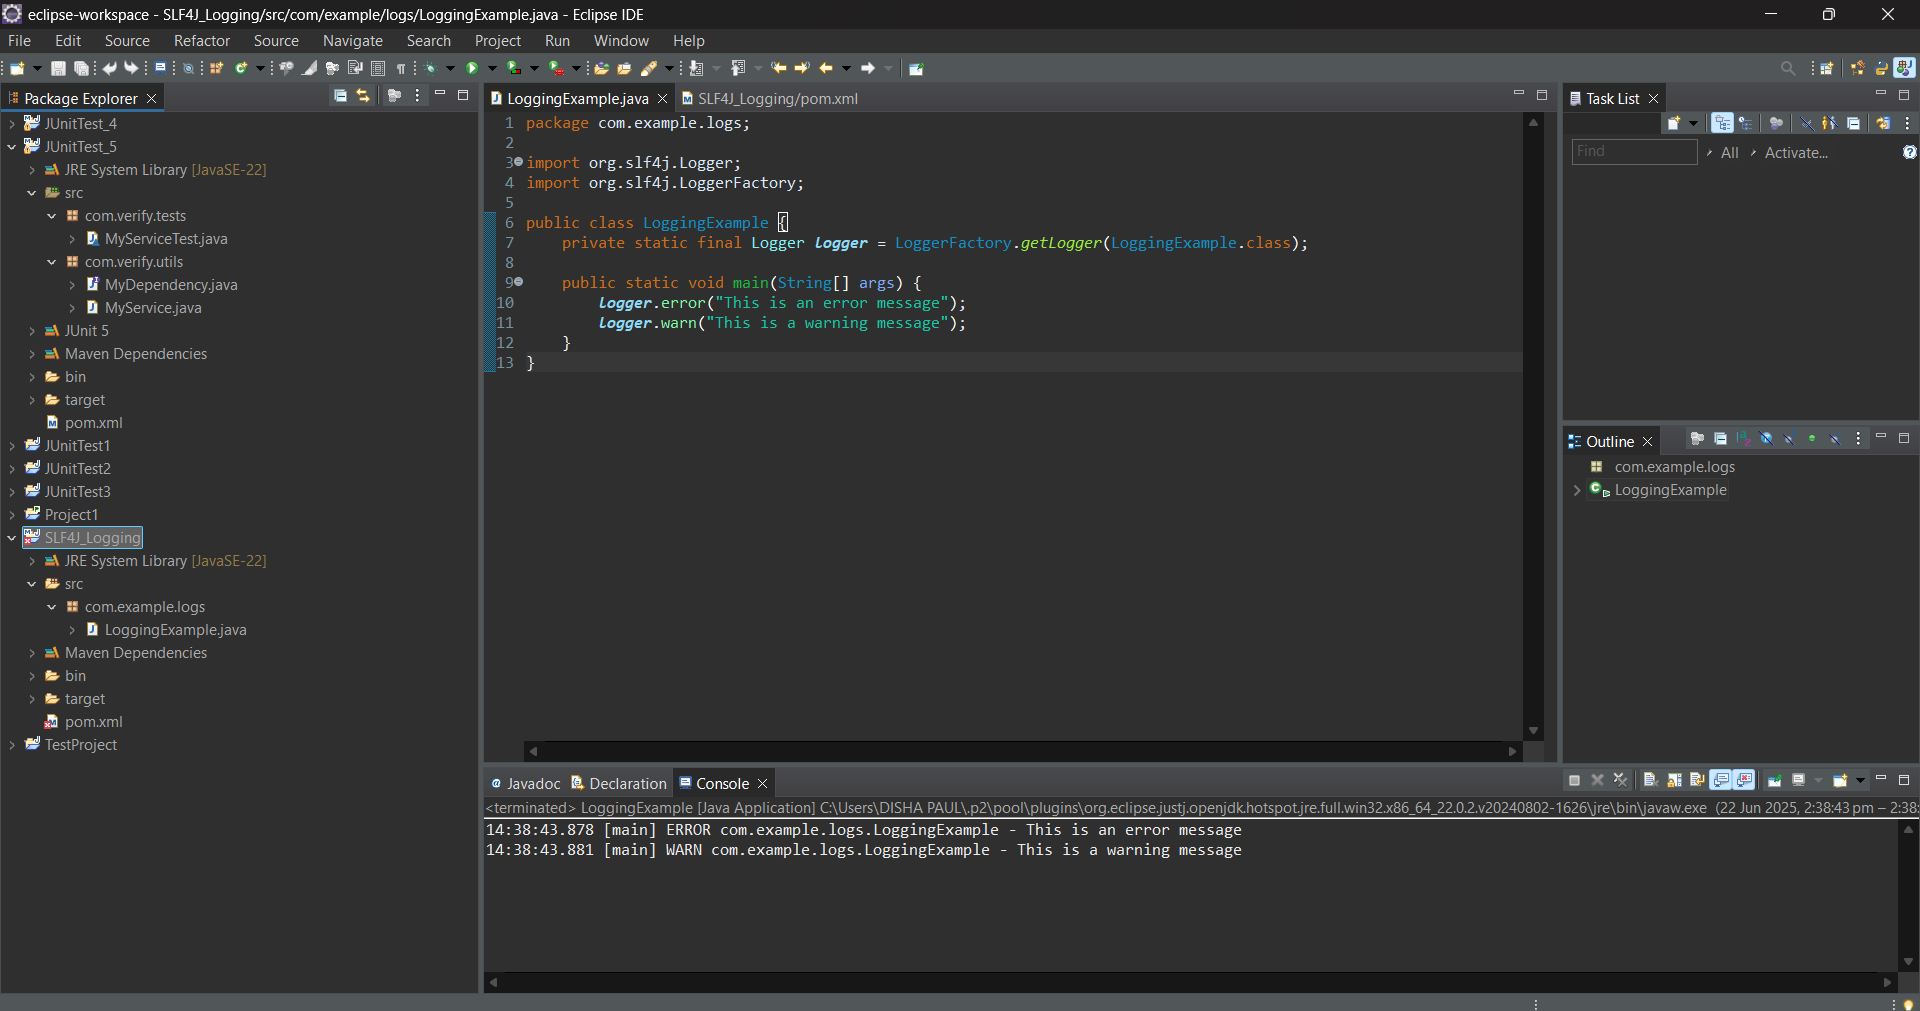 eclipse-workspace - SLF4J_Logging/src/com/example/logs/LoggingExample.java - Eclipse IDE
File Edit Source Refactor Source Navigate Search Project Run Window Help
Package Explorer
JUnitTest_4
JUnitTest_5
JRE System Library [JavaSE-22]
src
com.verify.tests
MyServiceTest.java
com.verify.utils
MyDependency.java
MyService.java
JUnit 5
Maven Dependencies
bin
target
pom.xml
JUnitTest1
JUnitTest2
JUnitTest3
Project1
SLF4J_Logging
JRE System Library [JavaSE-22]
src
com.example.logs
LoggingExample.java
Maven Dependencies
bin
target
pom.xml
TestProject
LoggingExample.java SLF4J_Logging/pom.xml
1 package com.example.logs;
2
3 import org.slf4j.Logger;
4 import org.slf4j.LoggerFactory;
5
6 public class LoggingExample {
7 private static final Logger logger = LoggerFactory.getLogger(LoggingExample.class);
8
9 public static void main(String[] args) {
10 logger.error("This is an error message");
11 logger.warn("This is a warning message");
12 }
13 }
Task List
Find All Activate...
Outline
com.example.logs
LoggingExample
Javadoc Declaration Console
<terminated> LoggingExample [Java Application] C:\Users\DISHA PAUL\.p2\pool\plugins\org.eclipse.justj.openjdk.hotspot.jre.full.win32.x86_64_22.0.2.v20240802-1626\jre\bin\javaw.exe (22 Jun 2025, 2:38:43 pm – 2:38:
14:38:43.878 [main] ERROR com.example.logs.LoggingExample - This is an error message
14:38:43.881 [main] WARN com.example.logs.LoggingExample - This is a warning message